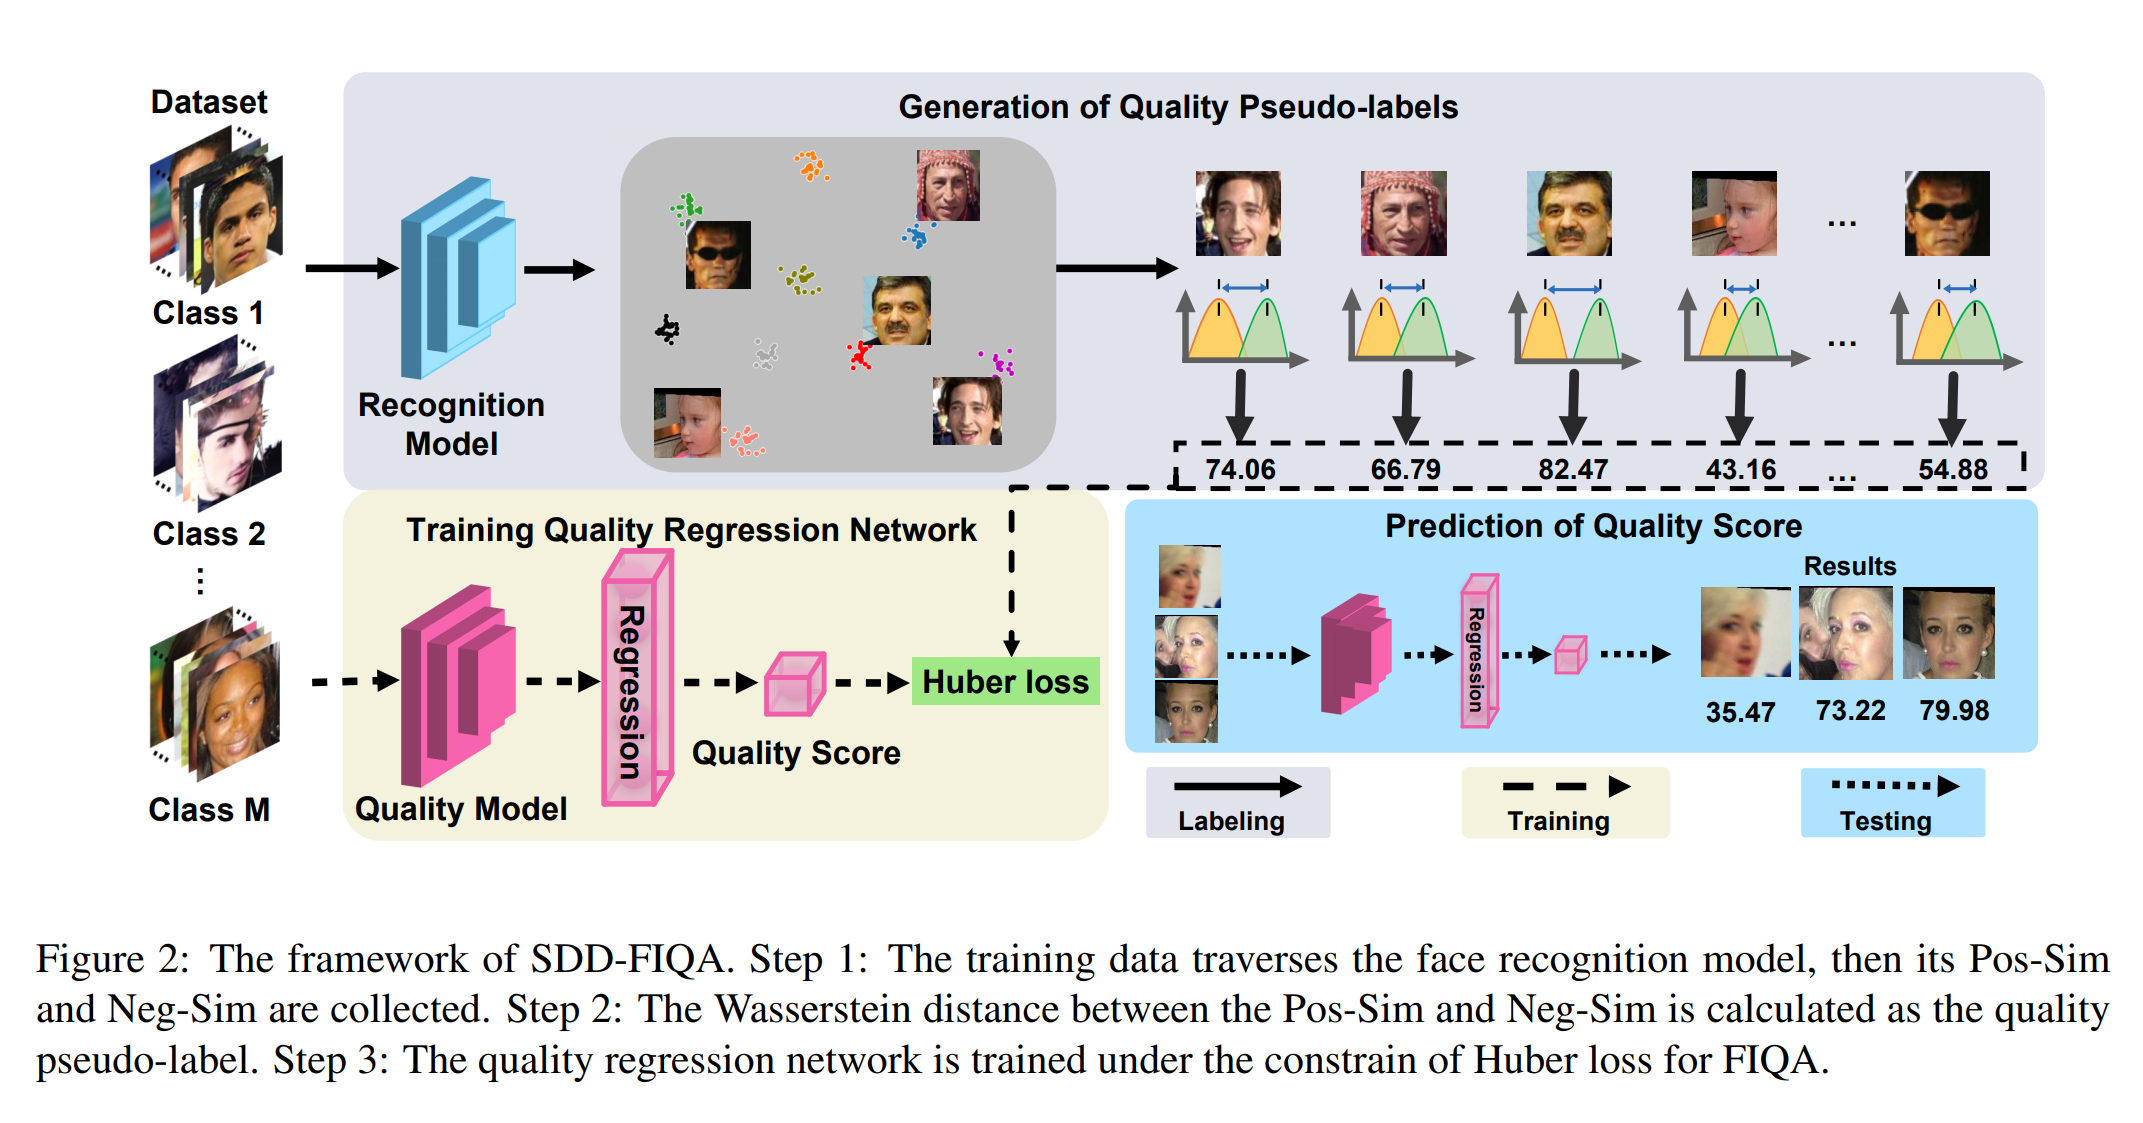 Dataset
Class 1
Class 2
⋮
Class M
Generation of Quality Pseudo-labels
Recognition
Model
...
...
74.06 66.79 82.47 43.16 ... 54.88
Training Quality Regression Network
Regression
Quality Model
Quality Score
Huber loss
Prediction of Quality Score
Regression
Results
35.47 73.22 79.98
Labeling
Training
Testing
Figure 2: The framework of SDD-FIQA. Step 1: The training data traverses the face recognition model, then its Pos-Sim
and Neg-Sim are collected. Step 2: The Wasserstein distance between the Pos-Sim and Neg-Sim is calculated as the quality
pseudo-label. Step 3: The quality regression network is trained under the constrain of Huber loss for FIQA.